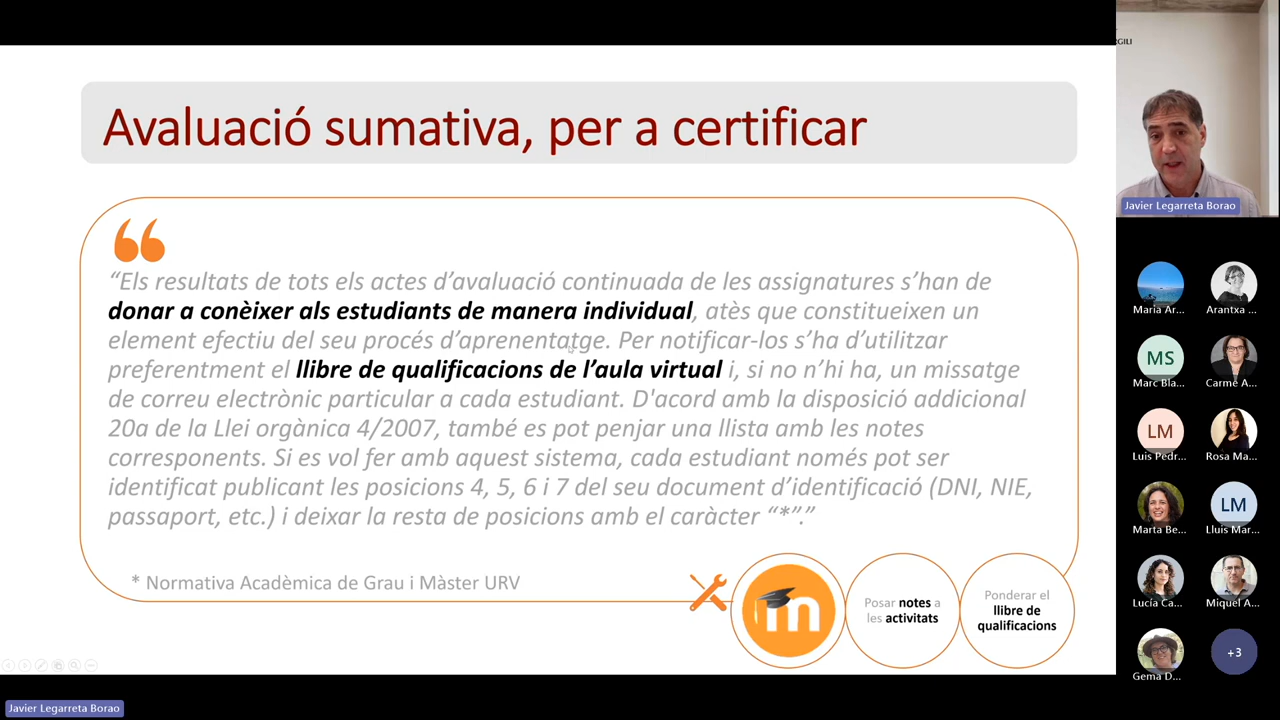 Avaluació sumativa, per a certificar
“Els resultats de tots els actes d’avaluació continuada de les assignatures s’han de
donar a conèixer als estudiants de manera individual, atès que constitueixen un
element efectiu del seu procés d’aprenentatge. Per notificar-los s’ha d’utilitzar
preferentment el llibre de qualificacions de l’aula virtual i, si no n’hi ha, un missatge
de correu electrònic particular a cada estudiant. D'acord amb la disposició addicional
20a de la Llei orgànica 4/2007, també es pot penjar una llista amb les notes
corresponents. Si es vol fer amb aquest sistema, cada estudiant només pot ser
identificat publicant les posicions 4, 5, 6 i 7 del seu document d’identificació (DNI, NIE,
passaport, etc.) i deixar la resta de posicions amb el caràcter “*”.”
* Normativa Acadèmica de Grau i Màster URV
m
Posar notes a
les activitats
Ponderar el
llibre de
qualificacions
Javier Legarreta Borao
RGILI
Javier Legarreta Borao
Maria Ar...
Arantxa ...
MS
Marc Bla...
Carme A...
LM
Luis Pedr...
Rosa Ma...
Marta Be...
LM
Lluis Mar...
Lucía Ca...
Miquel A...
Gema D...
+3